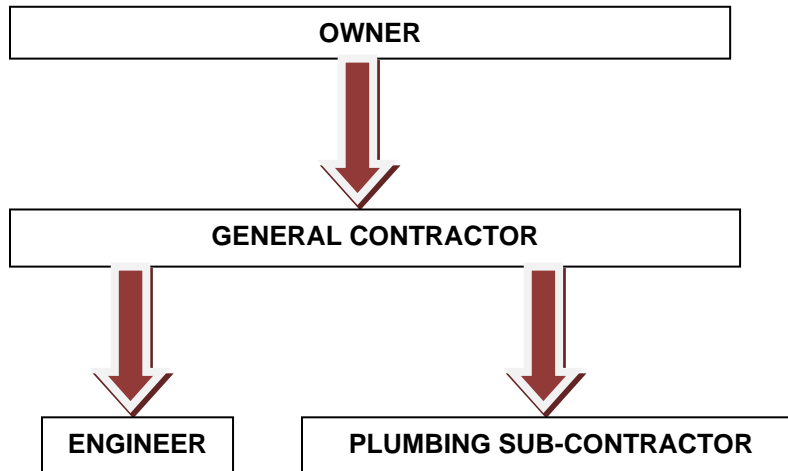 OWNER
GENERAL CONTRACTOR
ENGINEER
PLUMBING SUB-CONTRACTOR